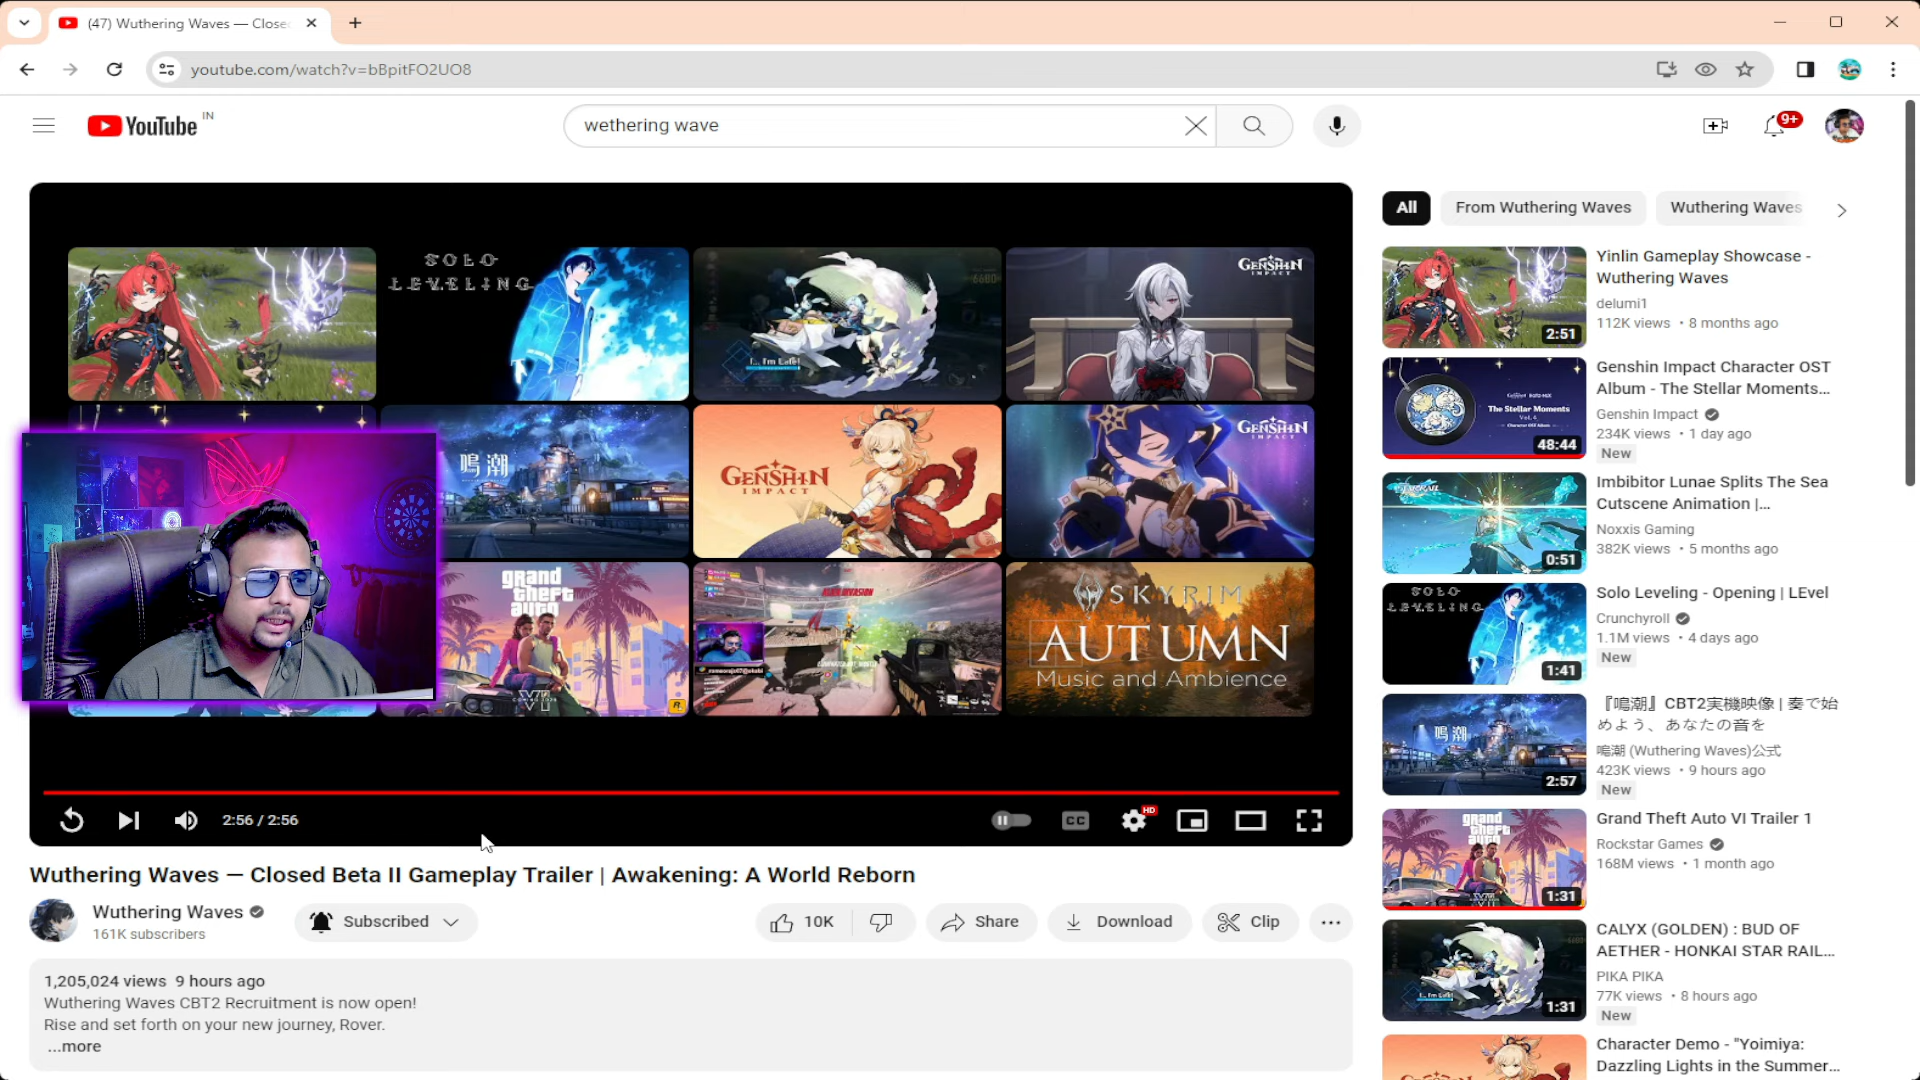 (47) Wuthering Waves — Close
youtube.com/watch?v=bBpitFO2UO8
YouTube IN
wethering wave
9+
SOLO
LEVELING
I... I'm Late!
GENSHIN
IMPACT
鳴潮
GENSHIN
IMPACT
GENSHIN
IMPACT
grand
theft
auto
VI
R
SKYRIM
AUTUMN
Music and Ambience
2:56 / 2:56
CC
HD
Wuthering Waves — Closed Beta II Gameplay Trailer | Awakening: A World Reborn
Wuthering Waves
161K subscribers
Subscribed
10K
Share
Download
Clip
1,205,024 views 9 hours ago
Wuthering Waves CBT2 Recruitment is now open!
Rise and set forth on your new journey, Rover.
...more
All
From Wuthering Waves
Wuthering Waves
2:51
Yinlin Gameplay Showcase -
Wuthering Waves
delumi1
112K views • 8 months ago
The Stellar Moments
Vol. 4
48:44
Genshin Impact Character OST
Album - The Stellar Moments...
Genshin Impact
234K views • 1 day ago
New
0:51
Imbibitor Lunae Splits The Sea
Cutscene Animation |...
Noxxis Gaming
382K views • 5 months ago
SOLO
LEVELING
1:41
Solo Leveling - Opening | LEvel
Crunchyroll
1.1M views • 4 days ago
New
鳴潮
2:57
『鳴潮』CBT2実機映像 | 奏で始
めよう、あなたの音を
鳴潮 (Wuthering Waves)公式
423K views • 9 hours ago
New
grand
theft
auto
VI
1:31
Grand Theft Auto VI Trailer 1
Rockstar Games
168M views • 1 month ago
I... I'm Late!
1:31
CALYX (GOLDEN) : BUD OF
AETHER - HONKAI STAR RAIL...
PIKA PIKA
77K views • 8 hours ago
New
Character Demo - "Yoimiya:
Dazzling Lights in the Summer...